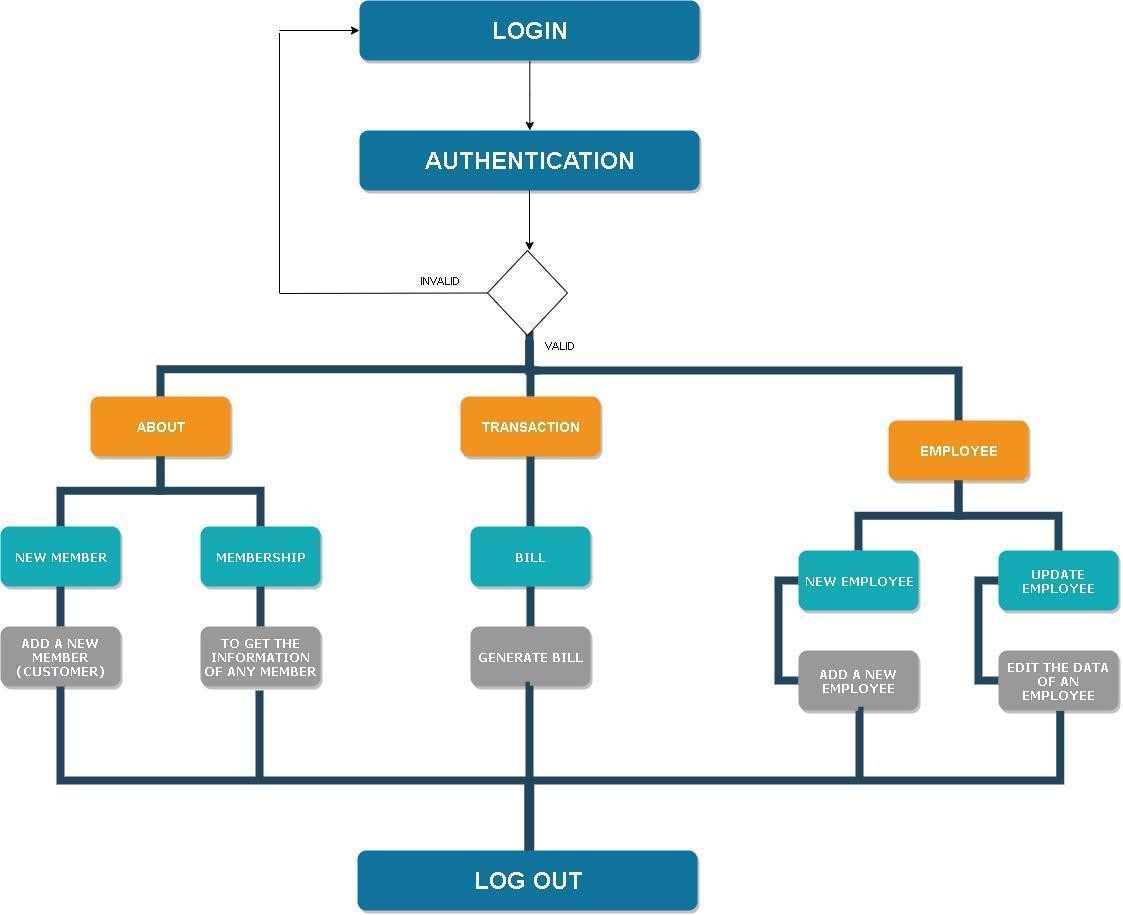 LOGIN
AUTHENTICATION
INVALID
VALID
ABOUT
TRANSACTION
EMPLOYEE
NEW MEMBER
MEMBERSHIP
BILL
NEW EMPLOYEE
UPDATE
EMPLOYEE
ADD A NEW
MEMBER
(CUSTOMER)
TO GET THE
INFORMATION
OF ANY MEMBER
GENERATE BILL
ADD A NEW
EMPLOYEE
EDIT THE DATA
OF AN
EMPLOYEE
LOG OUT